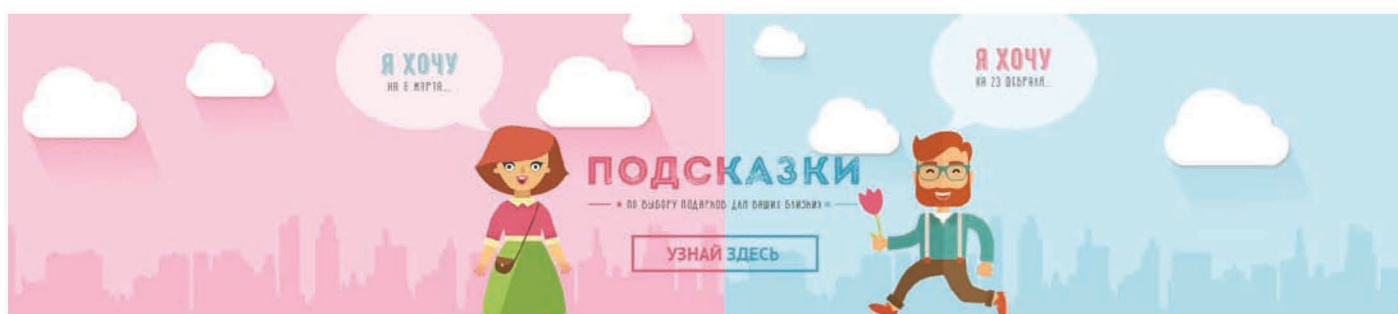 Я ХОЧУ
НА 8 МАРТА...
Я ХОЧУ
НА 23 ФЕВРАЛЯ...
ПОДСКАЗКИ
ПО ВЫБОРУ ПОДАРКОВ ДЛЯ ВАШИХ БЛИЗКИХ
УЗНАЙ ЗДЕСЬ